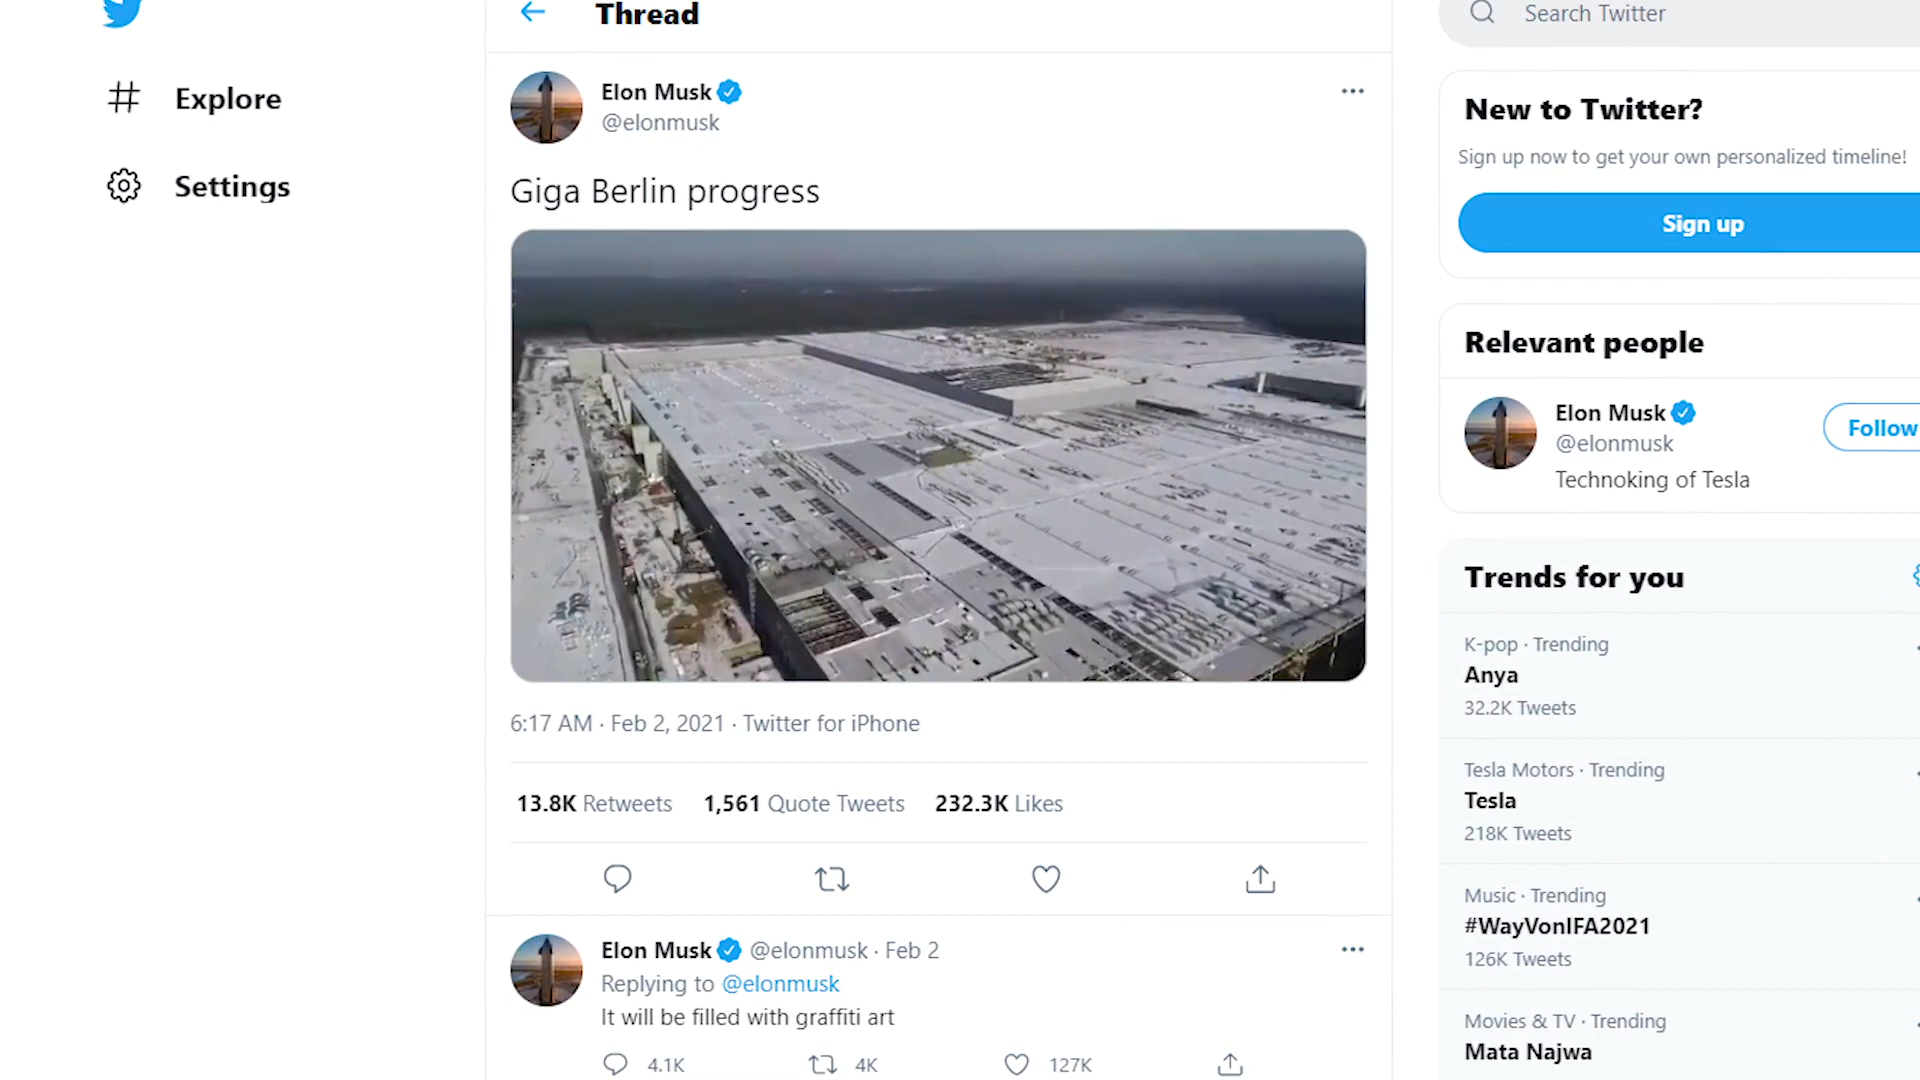 Thread
Search Twitter
Explore
Settings
Elon Musk
@elonmusk
Giga Berlin progress
6:17 AM · Feb 2, 2021 · Twitter for iPhone
13.8K Retweets 1,561 Quote Tweets 232.3K Likes
Elon Musk @elonmusk · Feb 2
Replying to @elonmusk
It will be filled with graffiti art
4.1K 4K 127K
New to Twitter?
Sign up now to get your own personalized timeline!
Sign up
Relevant people
Elon Musk
@elonmusk
Follow
Technoking of Tesla
Trends for you
K-pop · Trending
Anya
32.2K Tweets
Tesla Motors · Trending
Tesla
218K Tweets
Music · Trending
#WayVonIFA2021
126K Tweets
Movies & TV · Trending
Mata Najwa